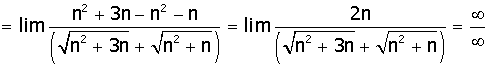 = lim (n² + 3n − n² − n)/(√(n² + 3n) + √(n² + n)) = lim 2n/(√(n² + 3n) + √(n² + n)) = ∞/∞